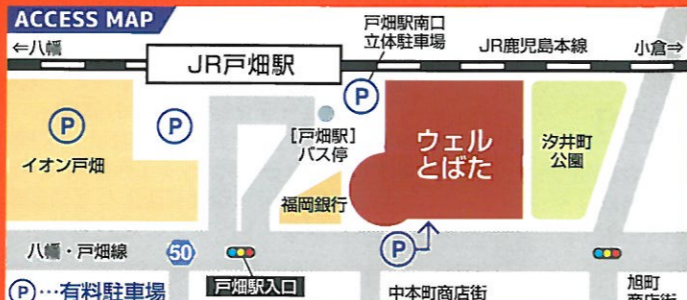 ACCESS MAP
⇐八幡
戸畑駅南口
立体駐車場
JR鹿児島本線
小倉⇒
JR戸畑駅
P
P
P
イオン戸畑
[戸畑駅]
バス停
ウェル
とばた
汐井町
公園
福岡銀行
八幡・戸畑線
50
P
P…有料駐車場
戸畑駅入口
中本町商店街
旭町
商店街